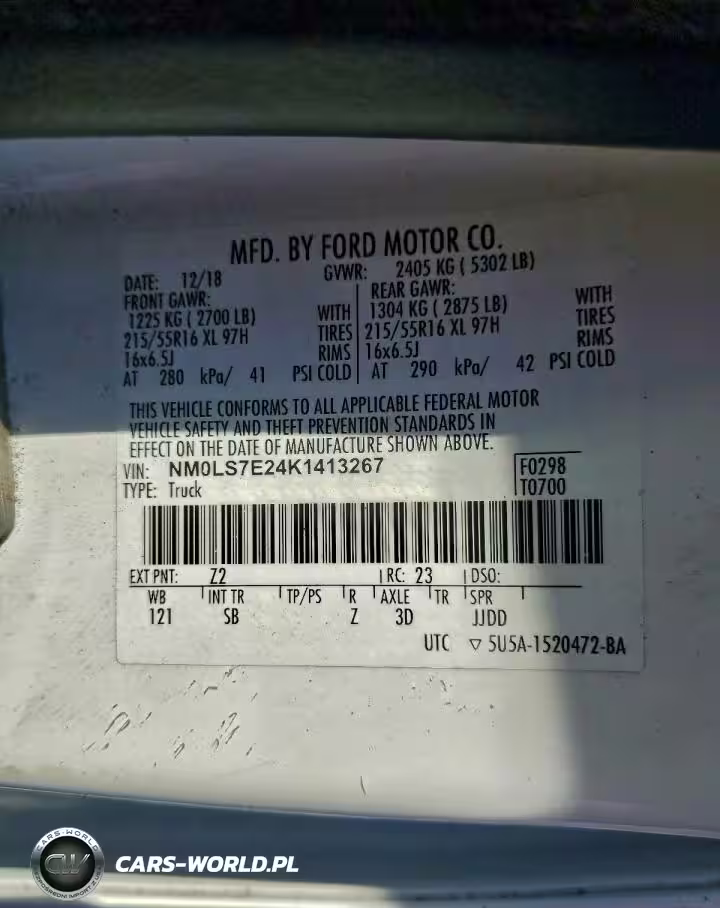 MFD. BY FORD MOTOR CO.
DATE: 12/18 GVWR: 2405 KG ( 5302 LB)
FRONT GAWR: REAR GAWR:
1225 KG ( 2700 LB) WITH 1304 KG ( 2875 LB) WITH
215/55R16 XL 97H TIRES 215/55R16 XL 97H TIRES
16x6.5J RIMS 16x6.5J RIMS
AT 280 kPa/ 41 PSI COLD AT 290 kPa/ 42 PSI COLD
THIS VEHICLE CONFORMS TO ALL APPLICABLE FEDERAL MOTOR
VEHICLE SAFETY AND THEFT PREVENTION STANDARDS IN
EFFECT ON THE DATE OF MANUFACTURE SHOWN ABOVE.
VIN: NM0LS7E24K1413267 F0298
TYPE: Truck T0700
EXT PNT: Z2 RC: 23 DSO:
WB INT TR TP/PS R AXLE TR SPR
121 SB Z 3D JJDD
UTC ▽ 5U5A-1520472-BA
CARS-WORLD
CW
CARS-WORLD.PL